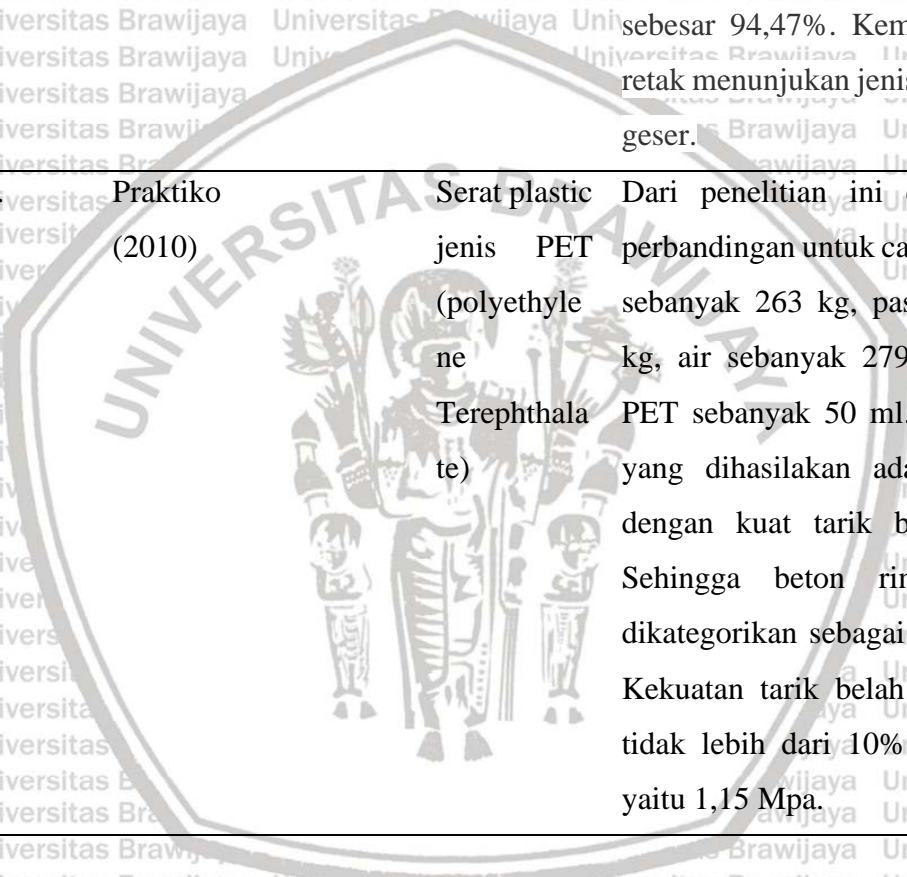 sebesar 94,47%. Kem
retak menunjukan jenis
geser.
Praktiko
(2010)
Serat plastic
jenis PET
(polyethyle
ne
Terephthala
te)
Dari penelitian ini
perbandingan untuk ca
sebanyak 263 kg, pas
kg, air sebanyak 279
PET sebanyak 50 ml.
yang dihasilakan ada
dengan kuat tarik b
Sehingga beton rin
dikategorikan sebagai
Kekuatan tarik belah
tidak lebih dari 10%
yaitu 1,15 Mpa.
UNIVERSITAS BRAWIJAYA